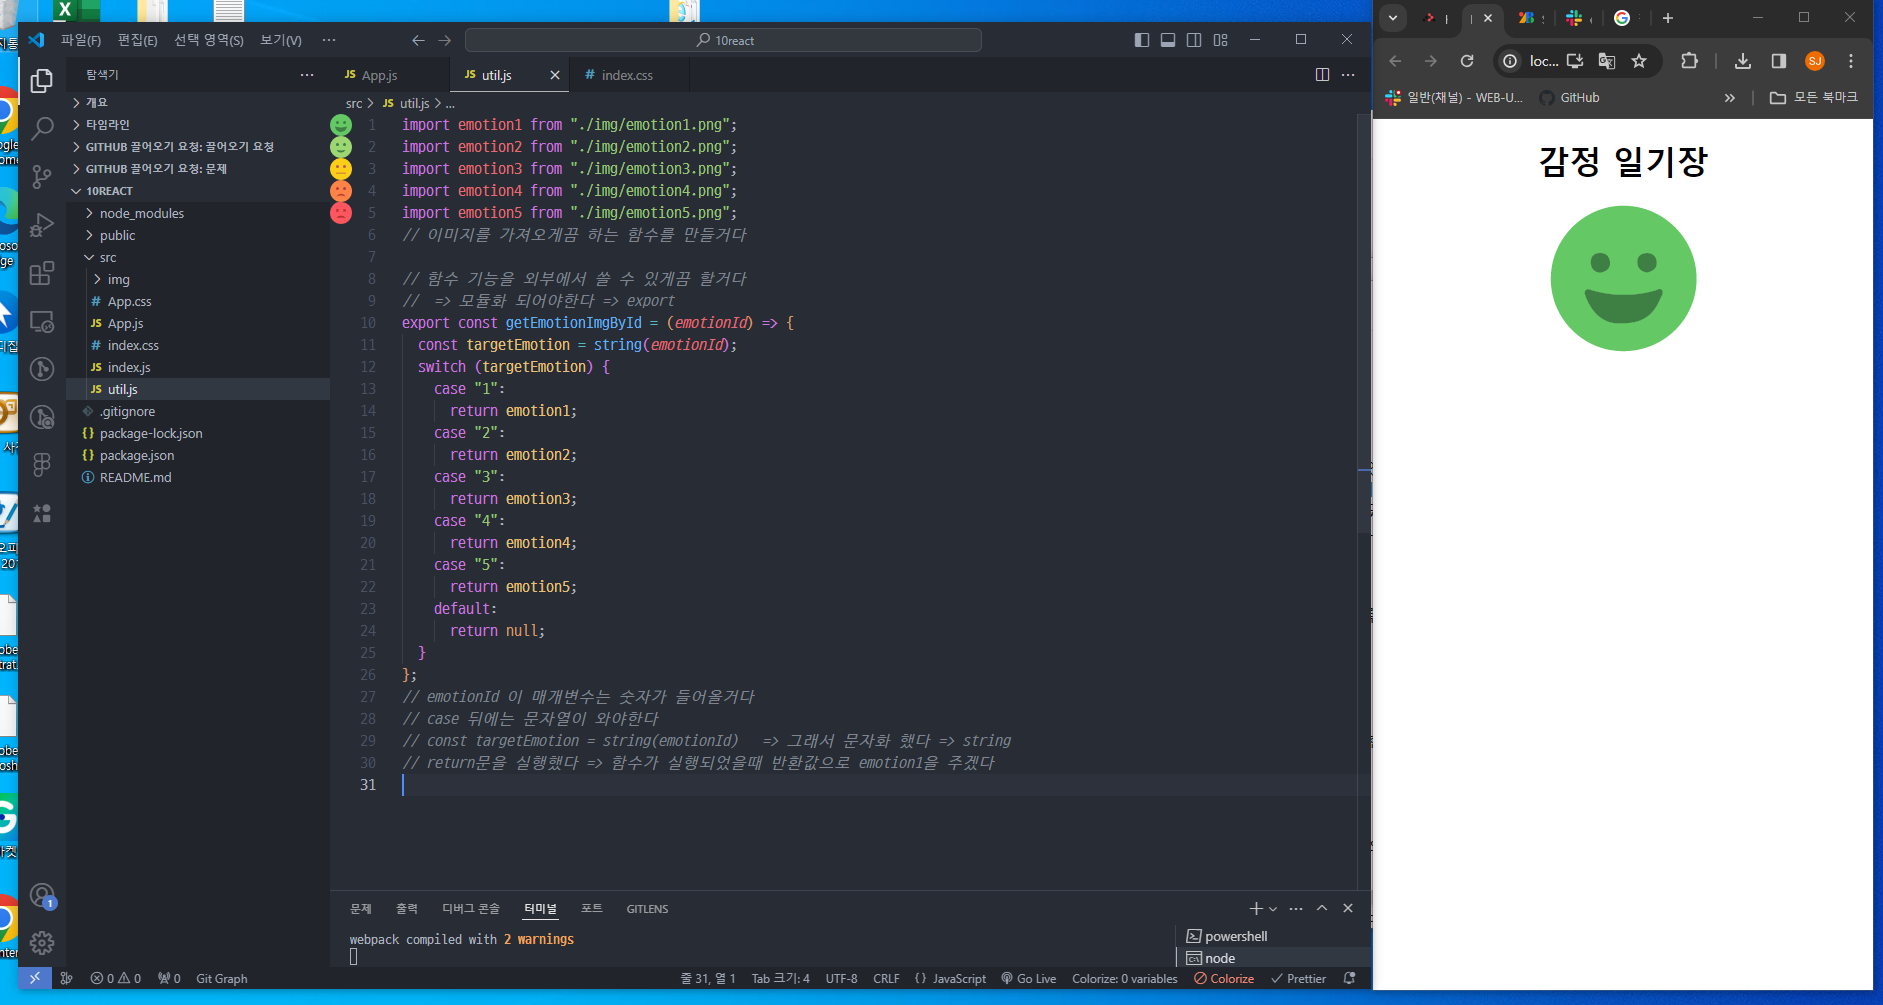 파일(F) 편집(E) 선택 영역(S) 보기(V) ···
10react
탐색기 ···
개요
타임라인
GITHUB 끌어오기 요청: 끌어오기 요청
GITHUB 끌어오기 요청: 문제
10REACT
node_modules
public
src
img
# App.css
JS App.js
# index.css
JS index.js
JS util.js
.gitignore
{} package-lock.json
{} package.json
README.md
JS App.js
JS util.js
# index.css
src > JS util.js > ...
1 import emotion1 from "./img/emotion1.png";
2 import emotion2 from "./img/emotion2.png";
3 import emotion3 from "./img/emotion3.png";
4 import emotion4 from "./img/emotion4.png";
5 import emotion5 from "./img/emotion5.png";
6 // 이미지를 가져오게끔 하는 함수를 만들거다
7
8 // 함수 기능을 외부에서 쓸 수 있게끔 할거다
9 //  => 모듈화 되어야한다 => export
10 export const getEmotionImgById = (emotionId) => {
11   const targetEmotion = string(emotionId);
12   switch (targetEmotion) {
13     case "1":
14       return emotion1;
15     case "2":
16       return emotion2;
17     case "3":
18       return emotion3;
19     case "4":
20       return emotion4;
21     case "5":
22       return emotion5;
23     default:
24       return null;
25   }
26 };
27 // emotionId 이 매개변수는 숫자가 들어올거다
28 // case 뒤에는 문자열이 와야한다
29 // const targetEmotion = string(emotionId)   => 그래서 문자화 했다 => string
30 // return문을 실행했다 => 함수가 실행되었을때 반환값으로 emotion1을 주겠다
31
문제 출력 디버그 콘솔 터미널 포트 GITLENS
webpack compiled with 2 warnings
powershell
node
1
0 0 0 Git Graph
줄 31, 열 1 Tab 크기: 4 UTF-8 CRLF {} JavaScript Go Live Colorize: 0 variables Colorize Prettier
loc...
SJ
일반(채널) - WEB-U... GitHub » 모든 북마크
감정 일기장